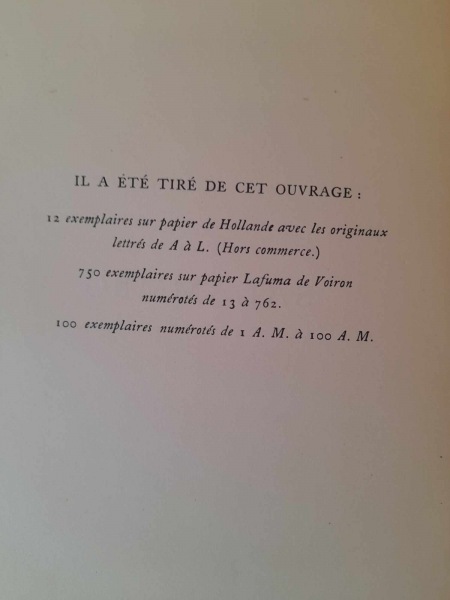 IL A ÉTÉ TIRÉ DE CET OUVRAGE :
12 exemplaires sur papier de Hollande avec les originaux
lettrés de A à L. (Hors commerce.)
750 exemplaires sur papier Lafuma de Voiron
numérotés de 13 à 762.
100 exemplaires numérotés de 1 A. M. à 100 A. M.